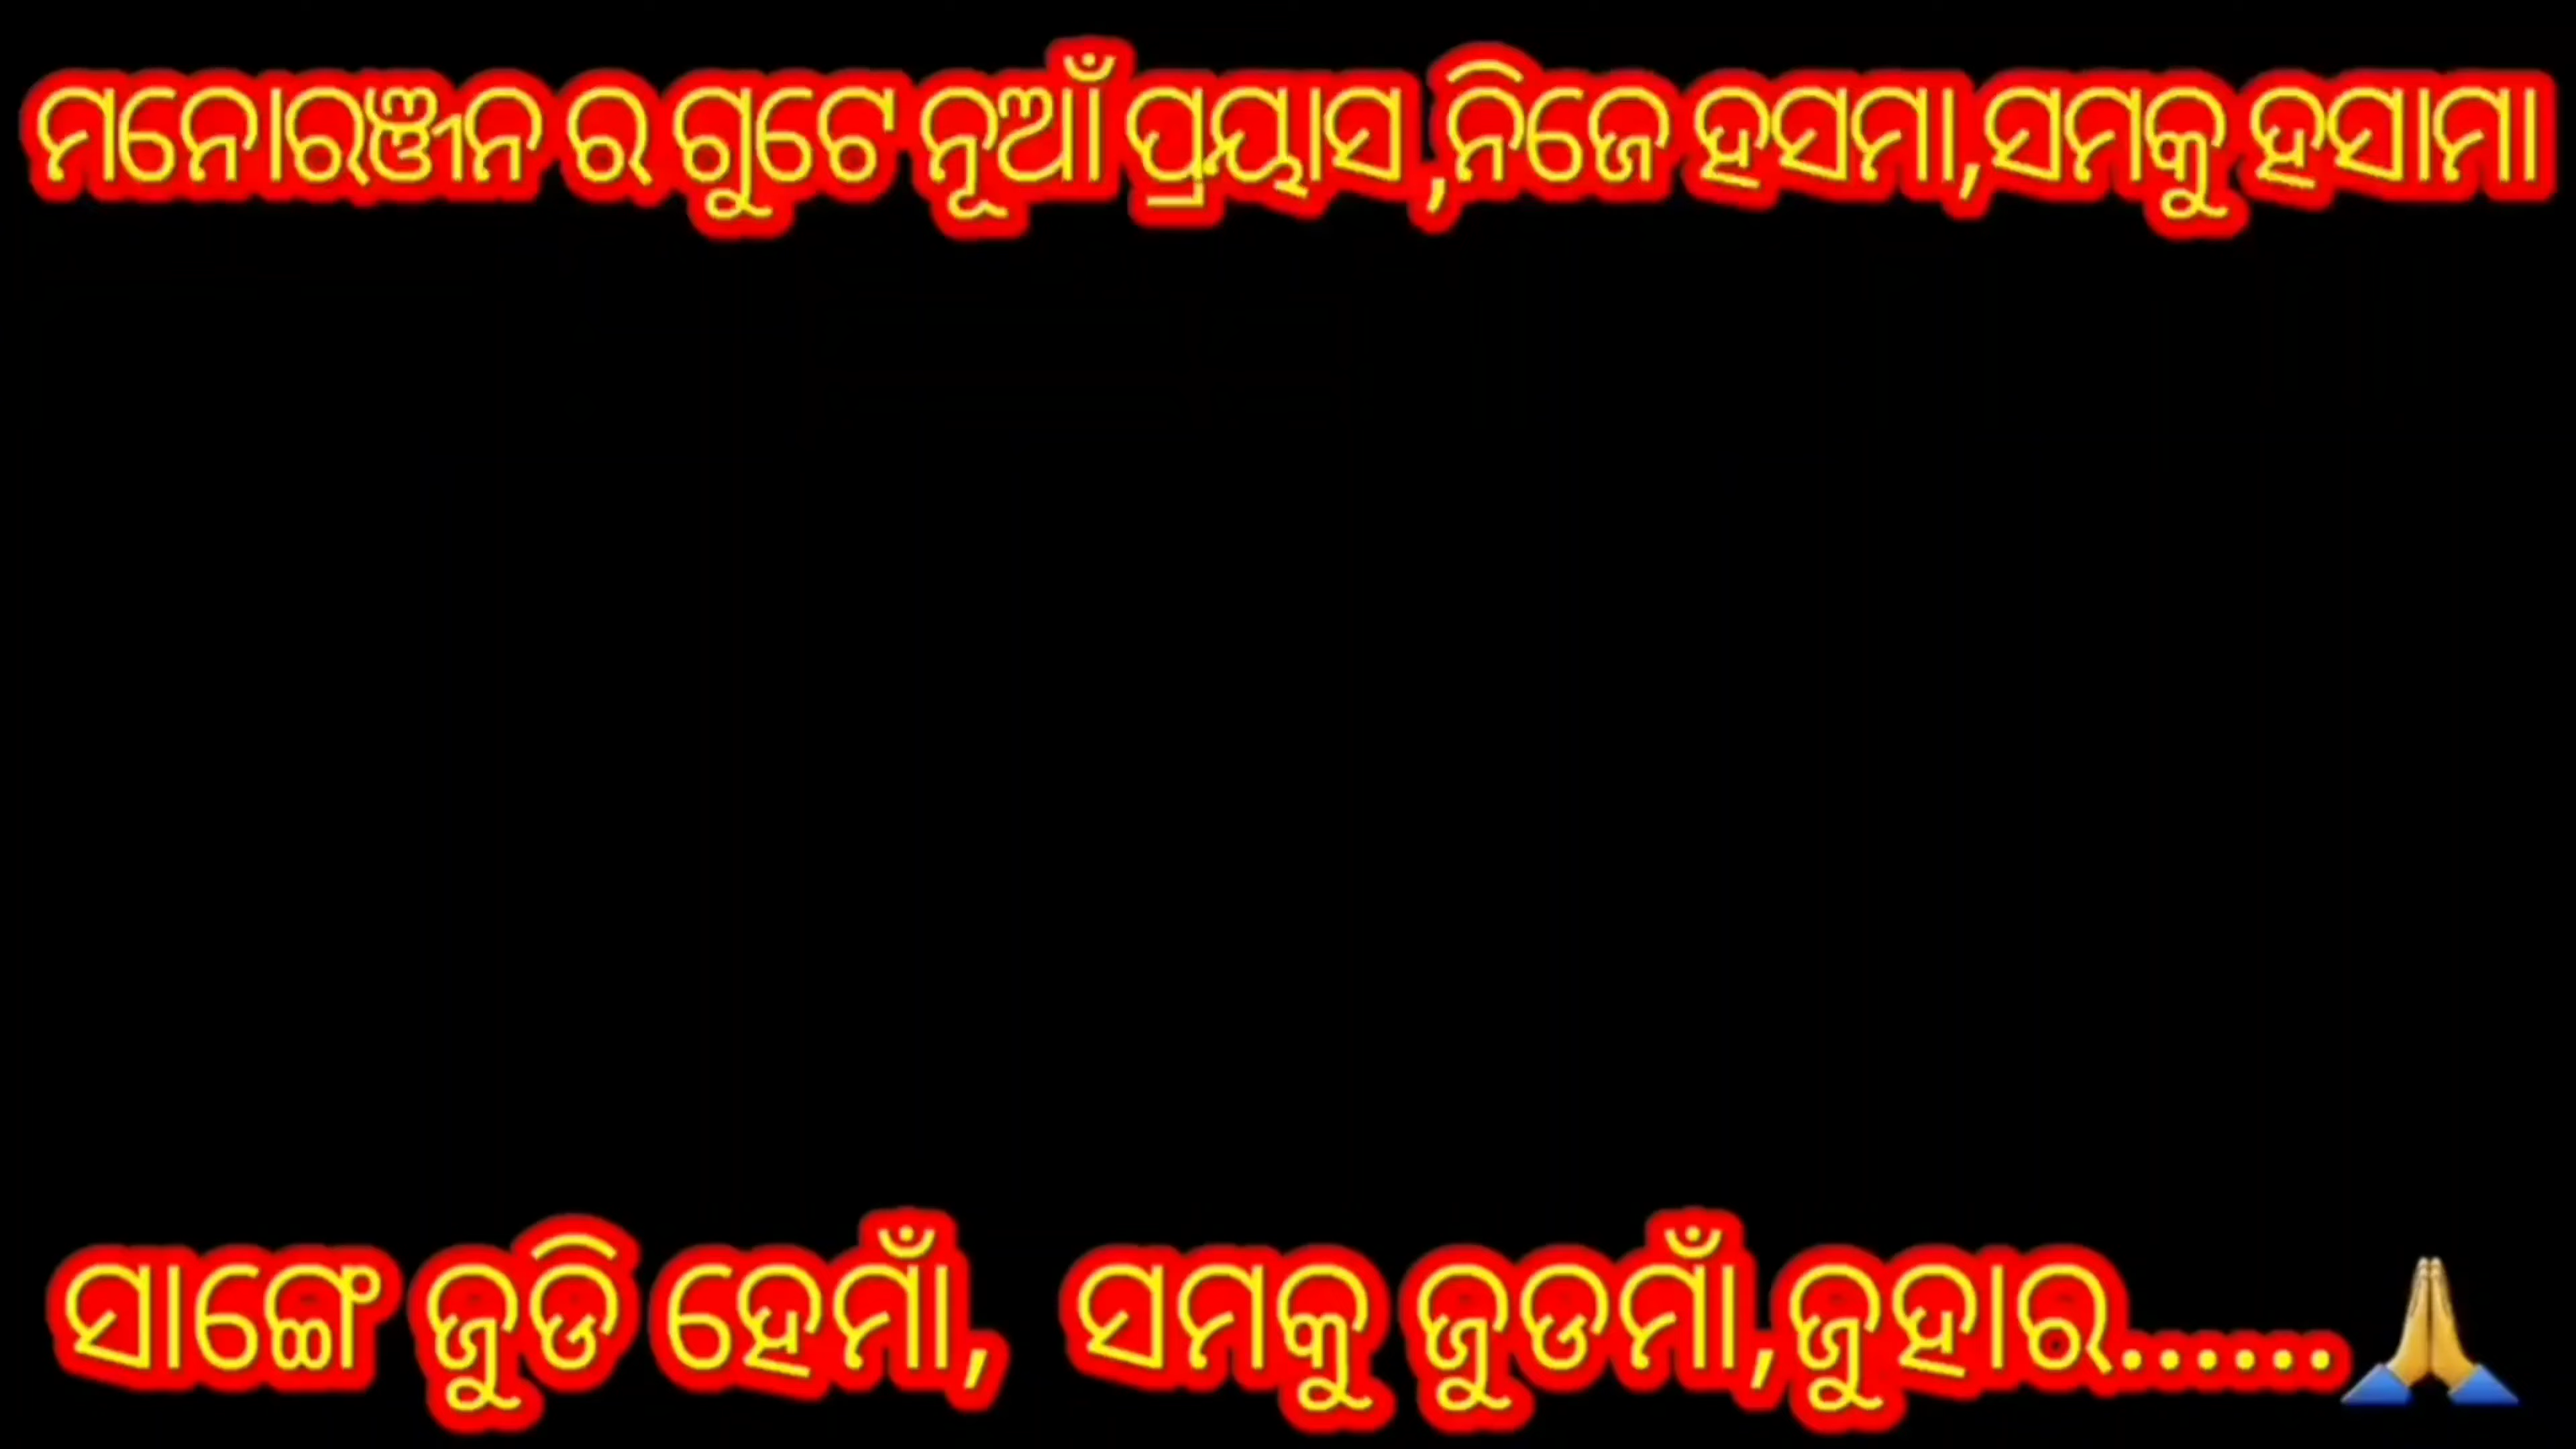 ମନୋରଞ୍ଜନ ର ଗୁଟେ ନୂଆଁ ପ୍ରୟାସ ,ନିଜେ ହସମା,ସମକୁ ହସାମା
ସାଙ୍ଗେ ଜୁଡି ହେମାଁ, ସମକୁ ଜୁଡମାଁ,ଜୁହାର......🙏